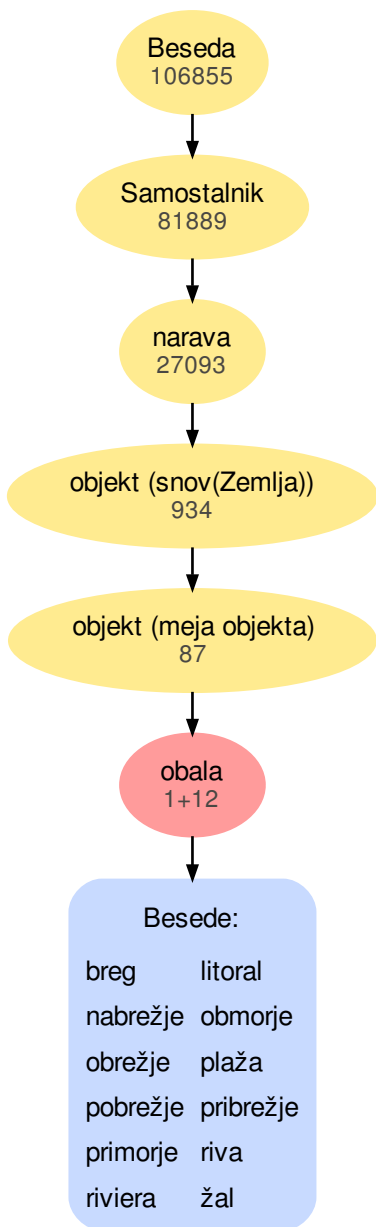 Beseda
106855
Samostalnik
81889
narava
27093
objekt (snov(Zemlja))
934
objekt (meja objekta)
87
obala
1+12
Besede:
breg litoral
nabrežje obmorje
obrežje plaža
pobrežje pribrežje
primorje riva
riviera žal